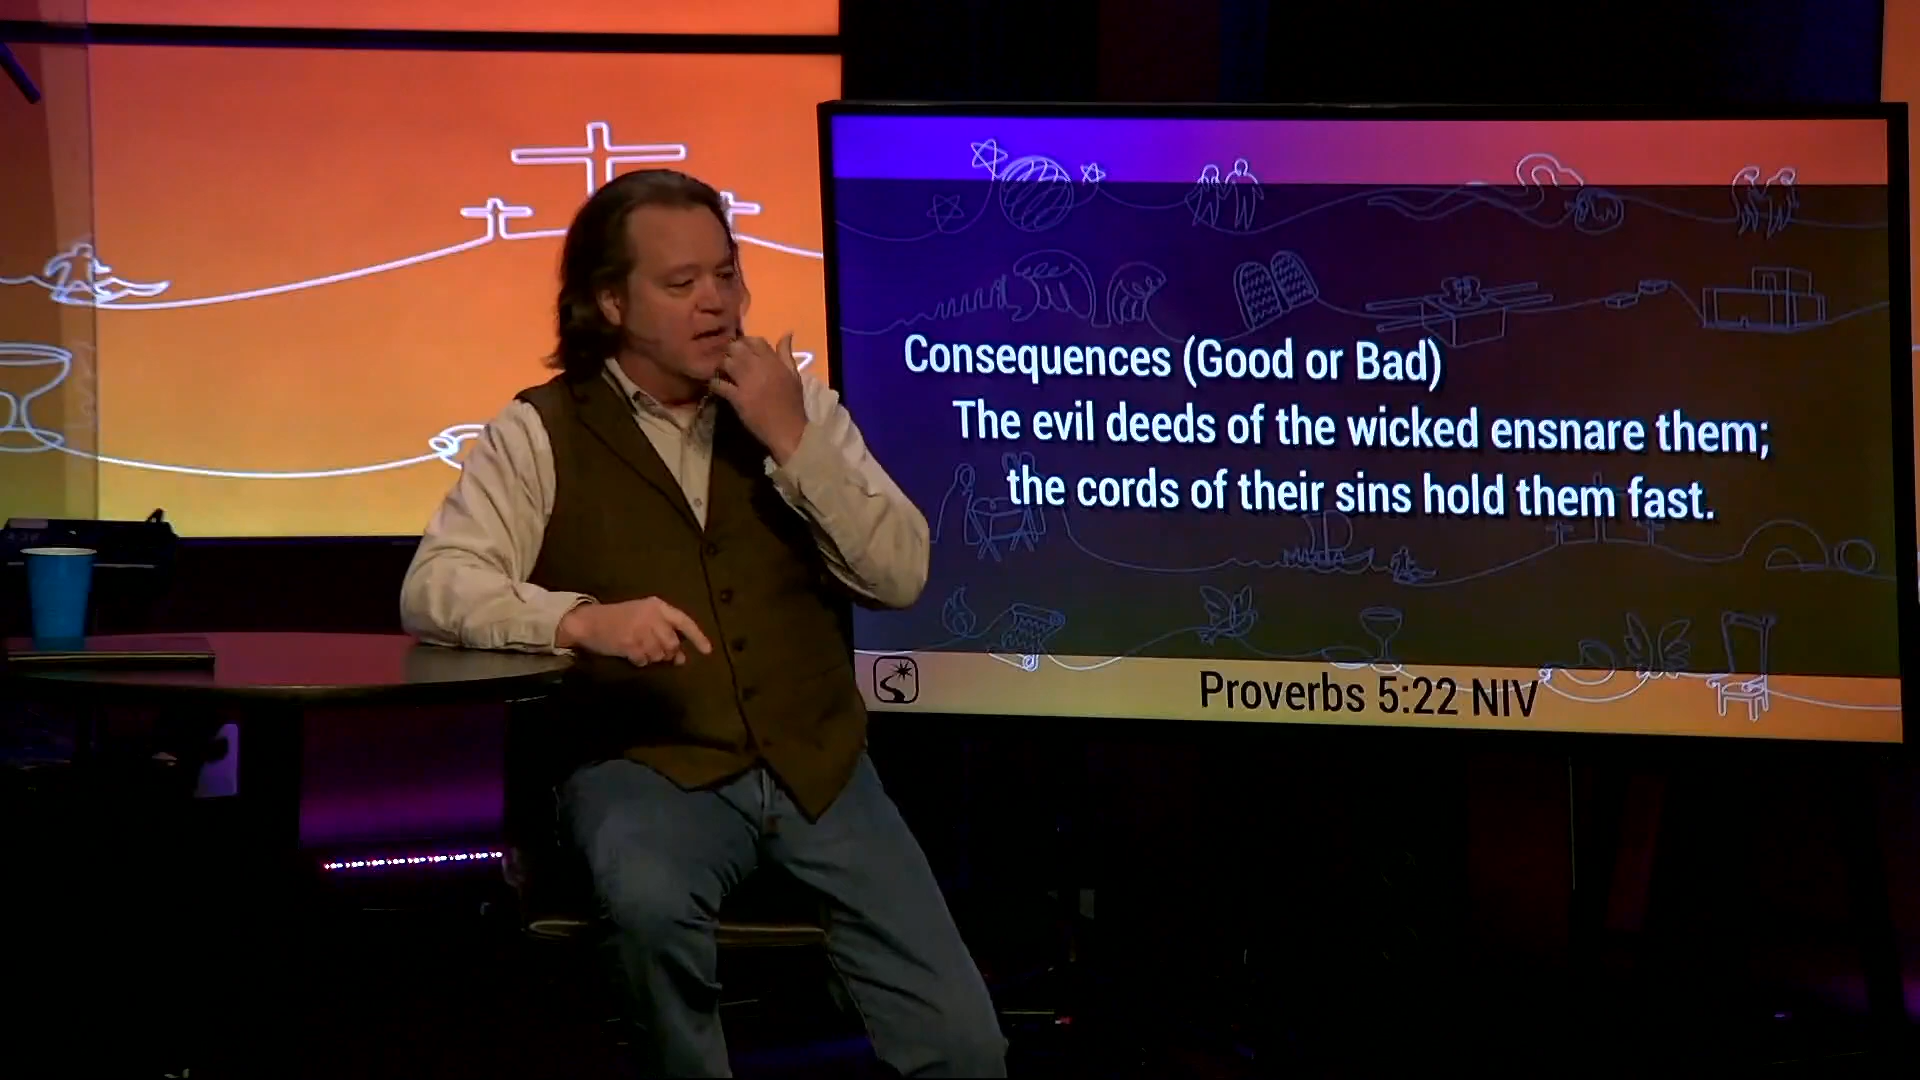 Consequences (Good or Bad)
The evil deeds of the wicked ensnare them;
the cords of their sins hold them fast.
Proverbs 5:22 NIV